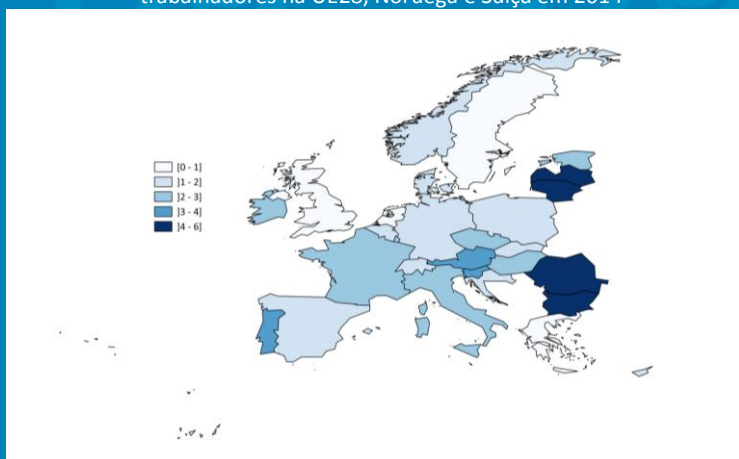 trabalhadores na UE28, Noruega e Suíça em 2014
[0 - 1]
]1 - 2]
]2 - 3]
]3 - 4]
]4 - 6]